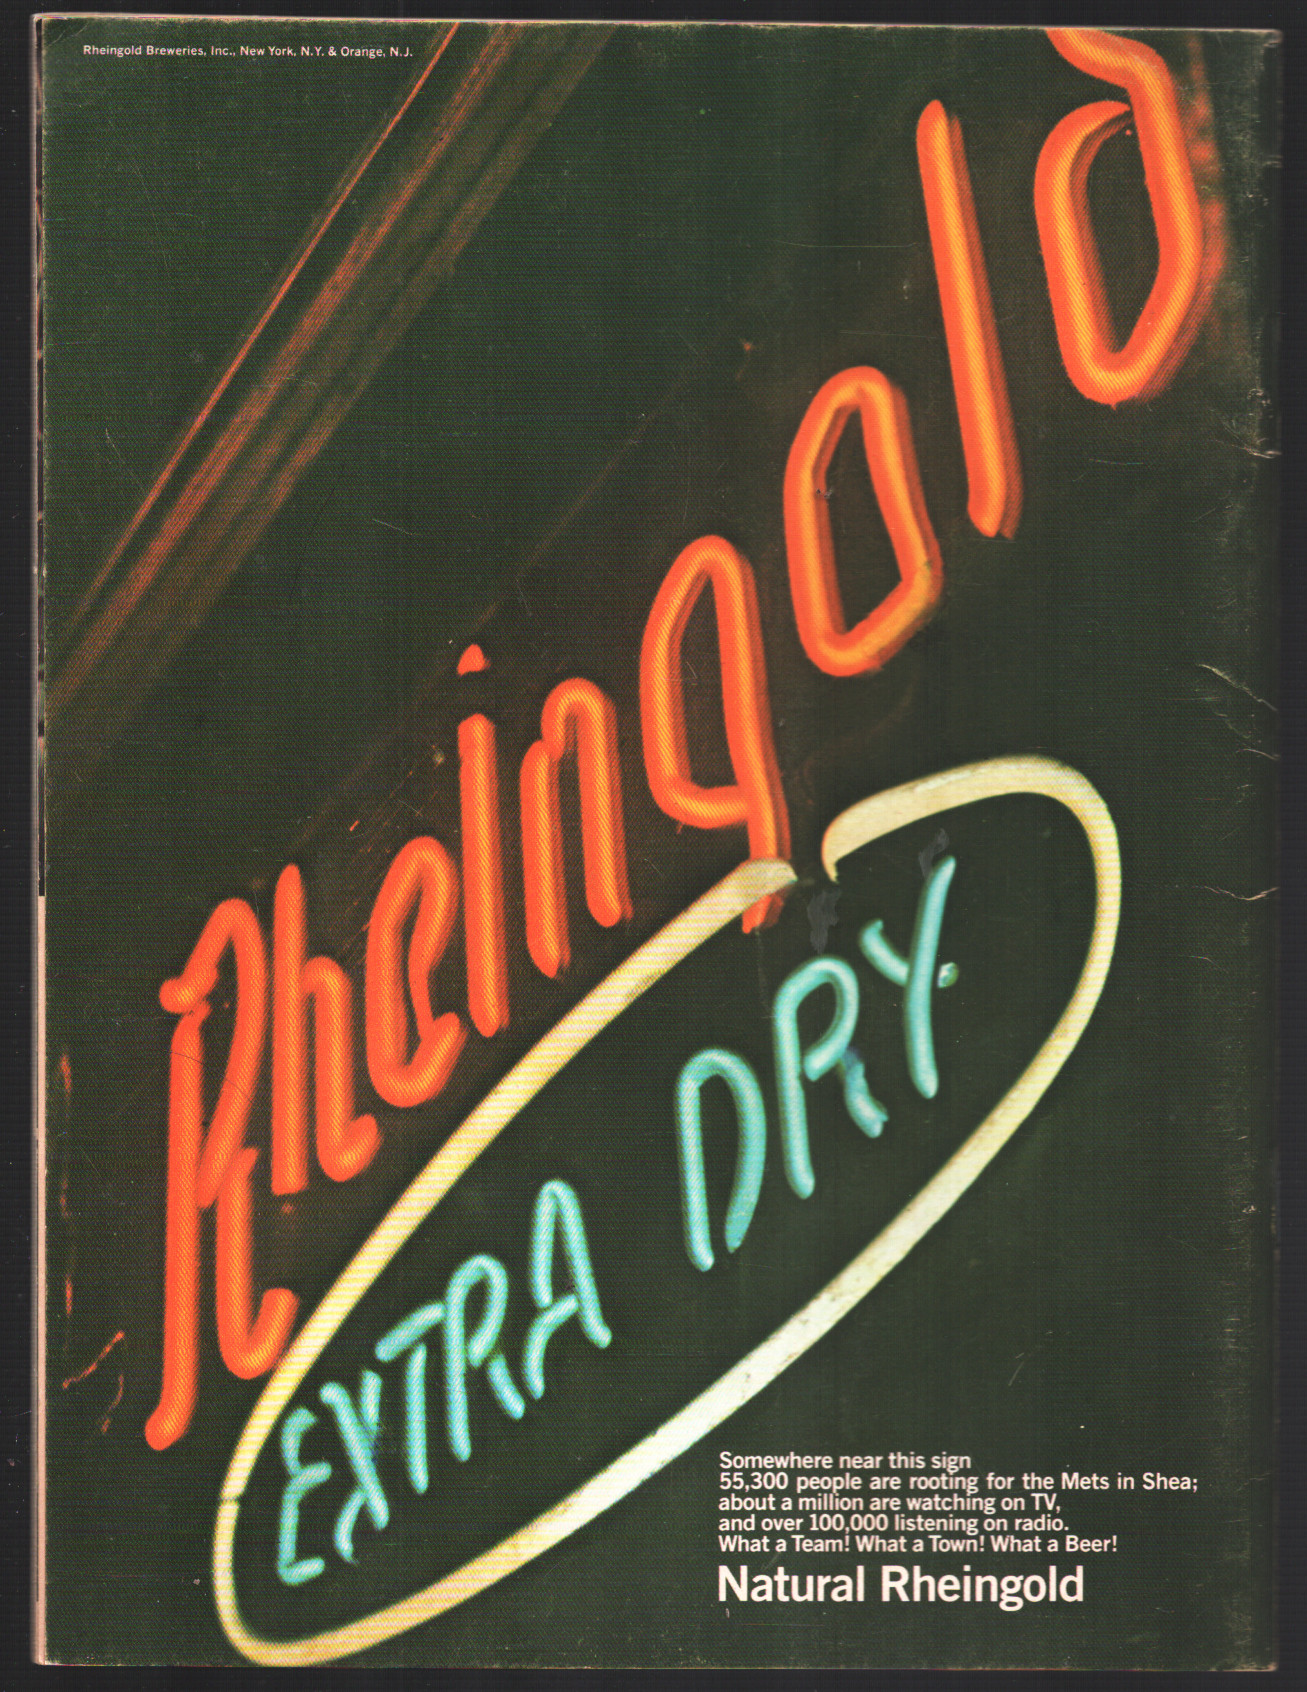 Rheingold Breweries, Inc., New York, N.Y. & Orange, N.J.
Rheingold
EXTRA DRY.
Somewhere near this sign
55,300 people are rooting for the Mets in Shea;
about a million are watching on TV,
and over 100,000 listening on radio.
What a Team! What a Town! What a Beer!
Natural Rheingold